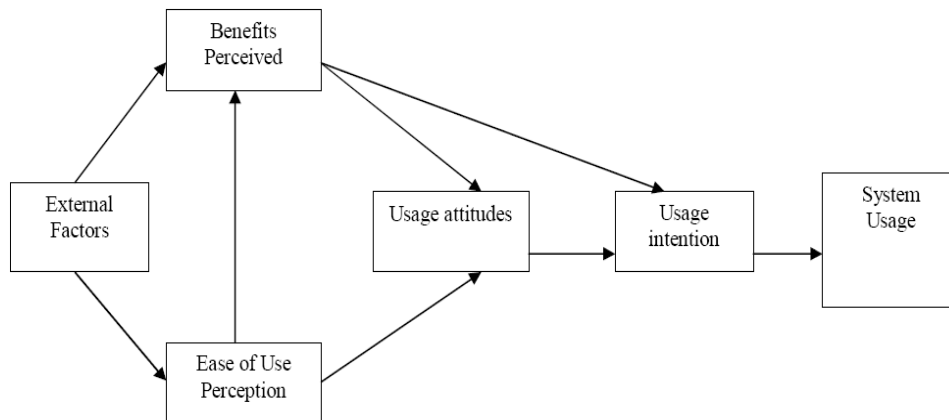 Benefits
Perceived
External
Factors
Usage attitudes
Usage
intention
System
Usage
Ease of Use
Perception